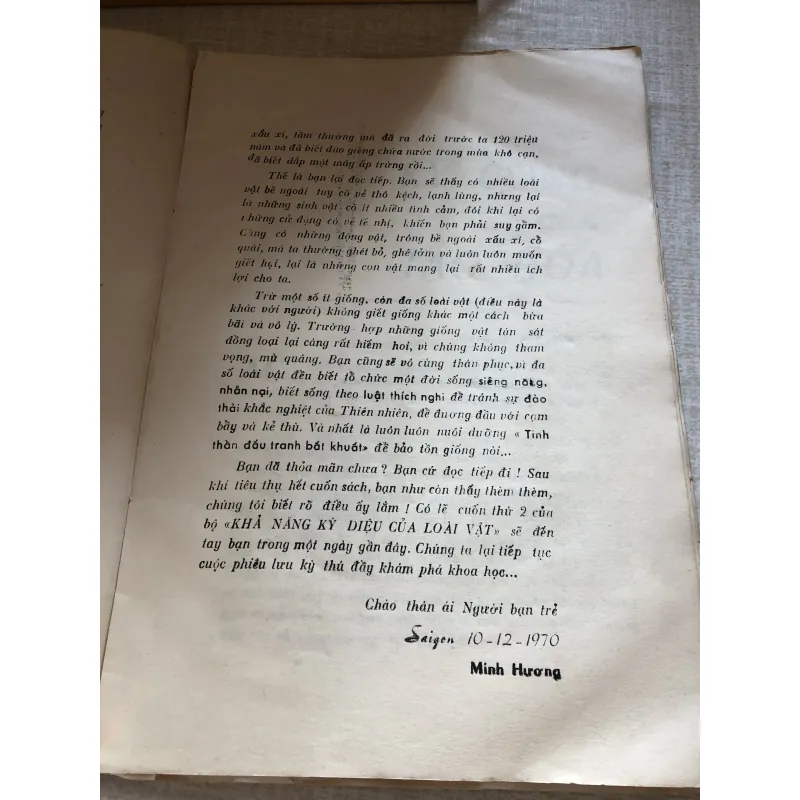 xấu xí, tầm thường mà đã ra đời trước ta 120 triệu
năm và đã biết đào giếng chứa nước trong mùa khô cạn,
đã biết đắp một máy ấp trứng rồi...
Thế là bạn lại đọc tiếp. Bạn sẽ thấy có nhiều loài
vật bề ngoài tuy có vẻ thô kệch, lạnh lùng, nhưng lại
là những sinh vật có ít nhiều tình cảm, đôi khi lại có
những cử động có vẻ tế nhị, khiến bạn phải suy gẫm.
Cũng có những động vật, trông bề ngoài xấu xí, cổ
quái, mà ta thường ghét bỏ, ghê tởm và luôn luôn muốn
giết hại, lại là những con vật mang lại rất nhiều ích
lợi cho ta.
Trừ một số ít giống, còn đa số loài vật (điều này là
khác với người) không giết giống khác một cách bừa
bãi và vô lý. Trường hợp những giống vật tàn sát
đồng loại lại càng rất hiếm hoi, vì chúng không tham
vọng, mù quáng. Bạn cũng sẽ vô cùng thán phục, vì đa
số loài vật đều biết tổ chức một đời sống siêng năng,
nhẫn nại, biết sống theo luật thích nghi để tránh sự đào
thải khắc nghiệt của Thiên nhiên, để đương đầu với cạm
bẫy và kẻ thù. Và nhất là luôn luôn nuôi dưỡng « Tinh
thần đấu tranh bất khuất» để bảo tồn giống nòi...
Bạn đã thỏa mãn chưa ? Bạn cứ đọc tiếp đi ! Sau
khi tiêu thụ hết cuốn sách, bạn như còn thấy thèm thèm,
chúng tôi biết rõ điều ấy lắm ! Có lẽ cuốn thứ 2 của
bộ «KHẢ NĂNG KỲ DIỆU CỦA LOÀI VẬT» sẽ đến
tay bạn trong một ngày gần đây. Chúng ta lại tiếp tục
cuộc phiêu lưu kỳ thú đầy khám phá khoa học...
Chào thân ái Người bạn trẻ
Saigon 10-12-1970
Minh Hương